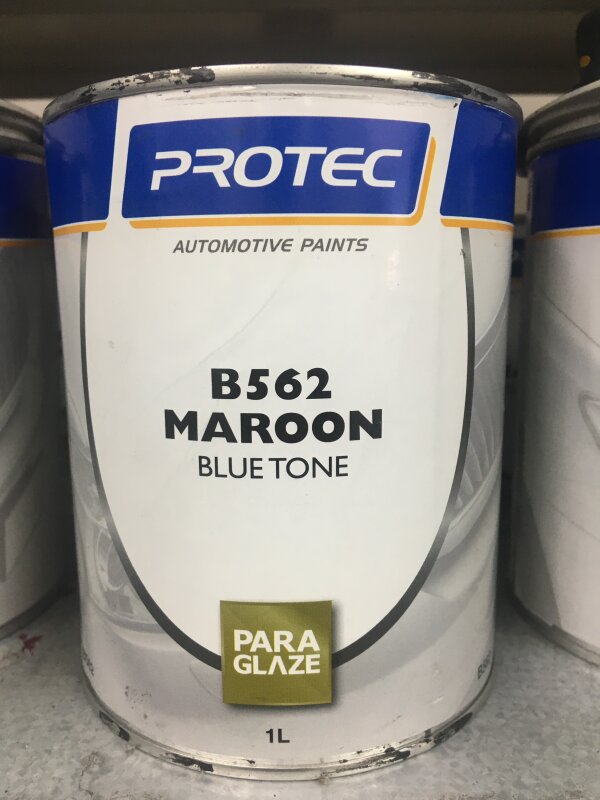 PROTEC
AUTOMOTIVE PAINTS
B562
MAROON
BLUE TONE
PARA
GLAZE
1L